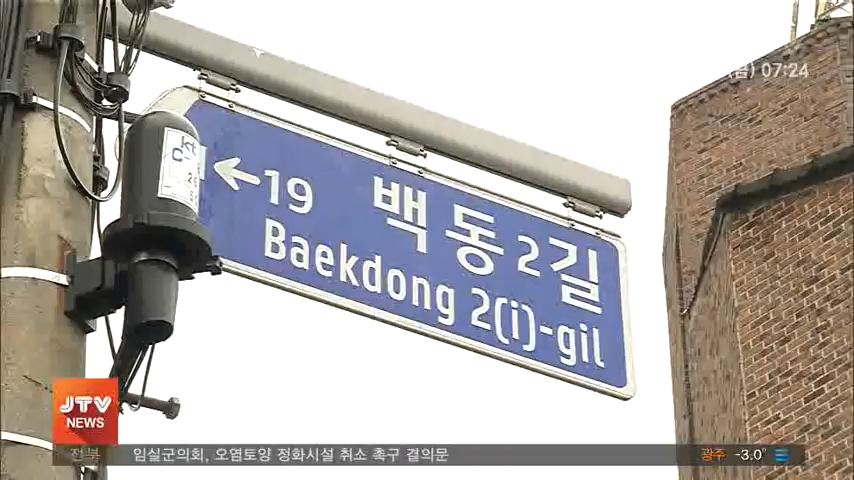 (금) 07:24
kt
← 19 백동2길
Baekdong 2(i)-gil
JTV
NEWS
전북 임실군의회, 오염토양 정화시설 취소 촉구 결의문 광주 -3.0°